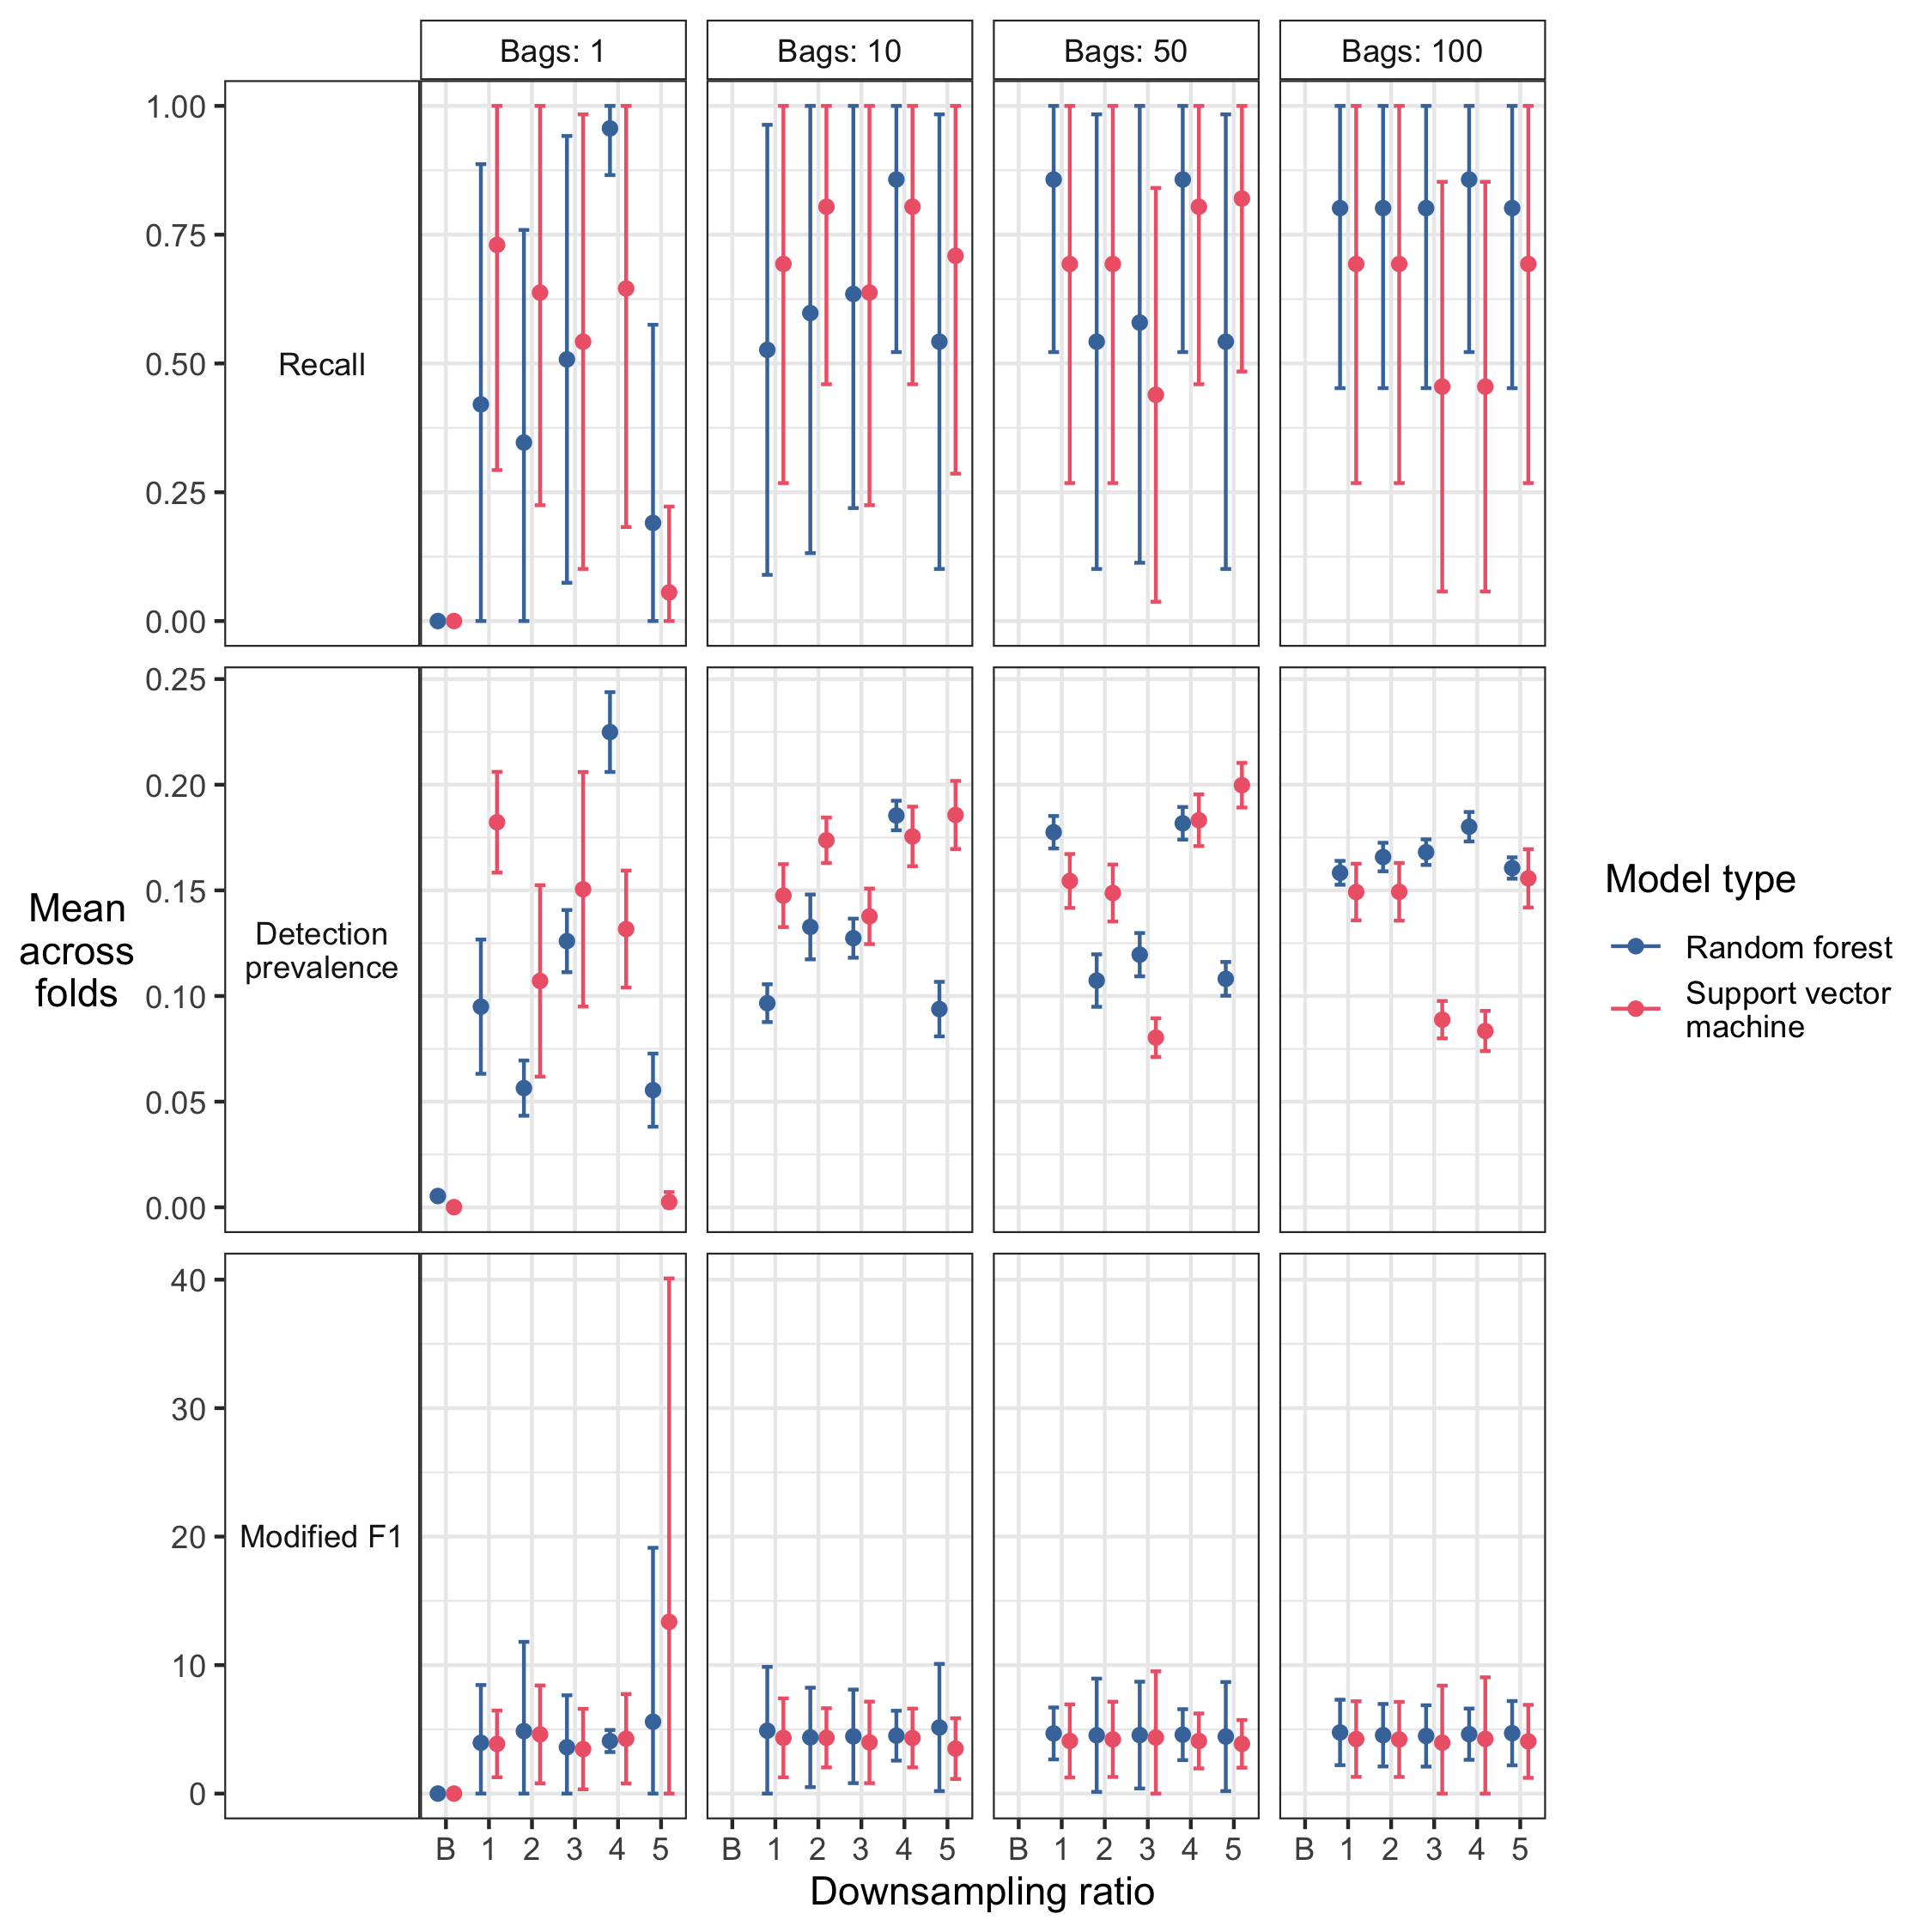 Bags: 1
Bags: 10
Bags: 50
Bags: 100
1.00
0.75
0.50
0.25
0.00
Recall
0.25
0.20
0.15
0.10
0.05
0.00
Detection
prevalence
40
30
20
10
0
Modified F1
Mean
across
folds
B 1 2 3 4 5
B 1 2 3 4 5
B 1 2 3 4 5
B 1 2 3 4 5
Downsampling ratio
Model type
Random forest
Support vector
machine